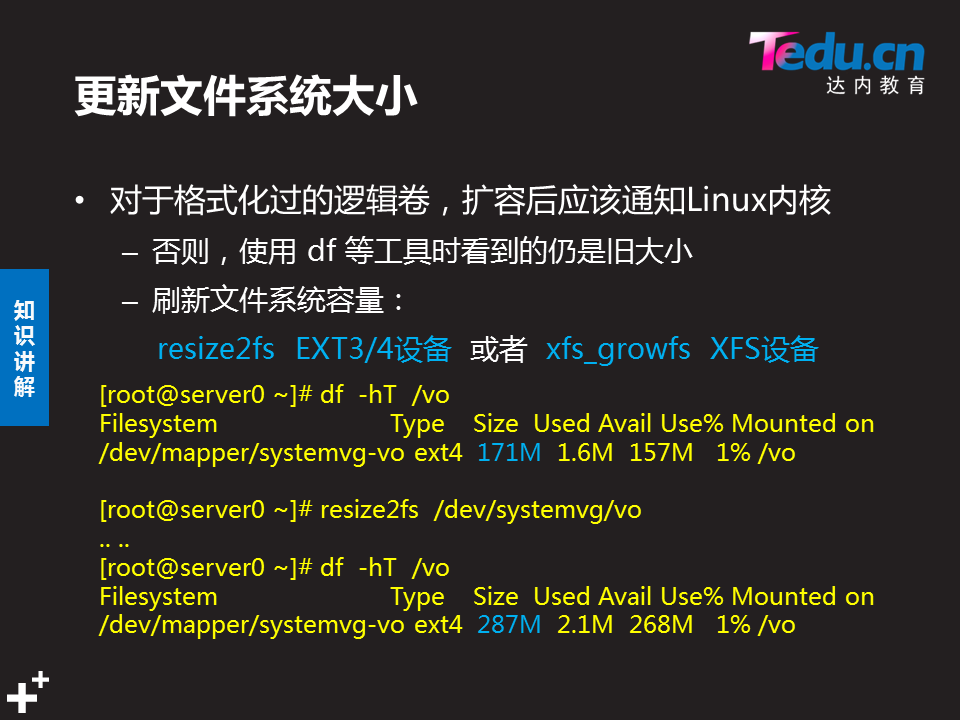 Tedu.cn
达内教育
更新文件系统大小
• 对于格式化过的逻辑卷，扩容后应该通知Linux内核
– 否则，使用 df 等工具时看到的仍是旧大小
– 刷新文件系统容量：
resize2fs EXT3/4设备 或者 xfs_growfs XFS设备
知识讲解
[root@server0 ~]# df -hT /vo
Filesystem Type Size Used Avail Use% Mounted on
/dev/mapper/systemvg-vo ext4 171M 1.6M 157M 1% /vo
[root@server0 ~]# resize2fs /dev/systemvg/vo
.. ..
[root@server0 ~]# df -hT /vo
Filesystem Type Size Used Avail Use% Mounted on
/dev/mapper/systemvg-vo ext4 287M 2.1M 268M 1% /vo